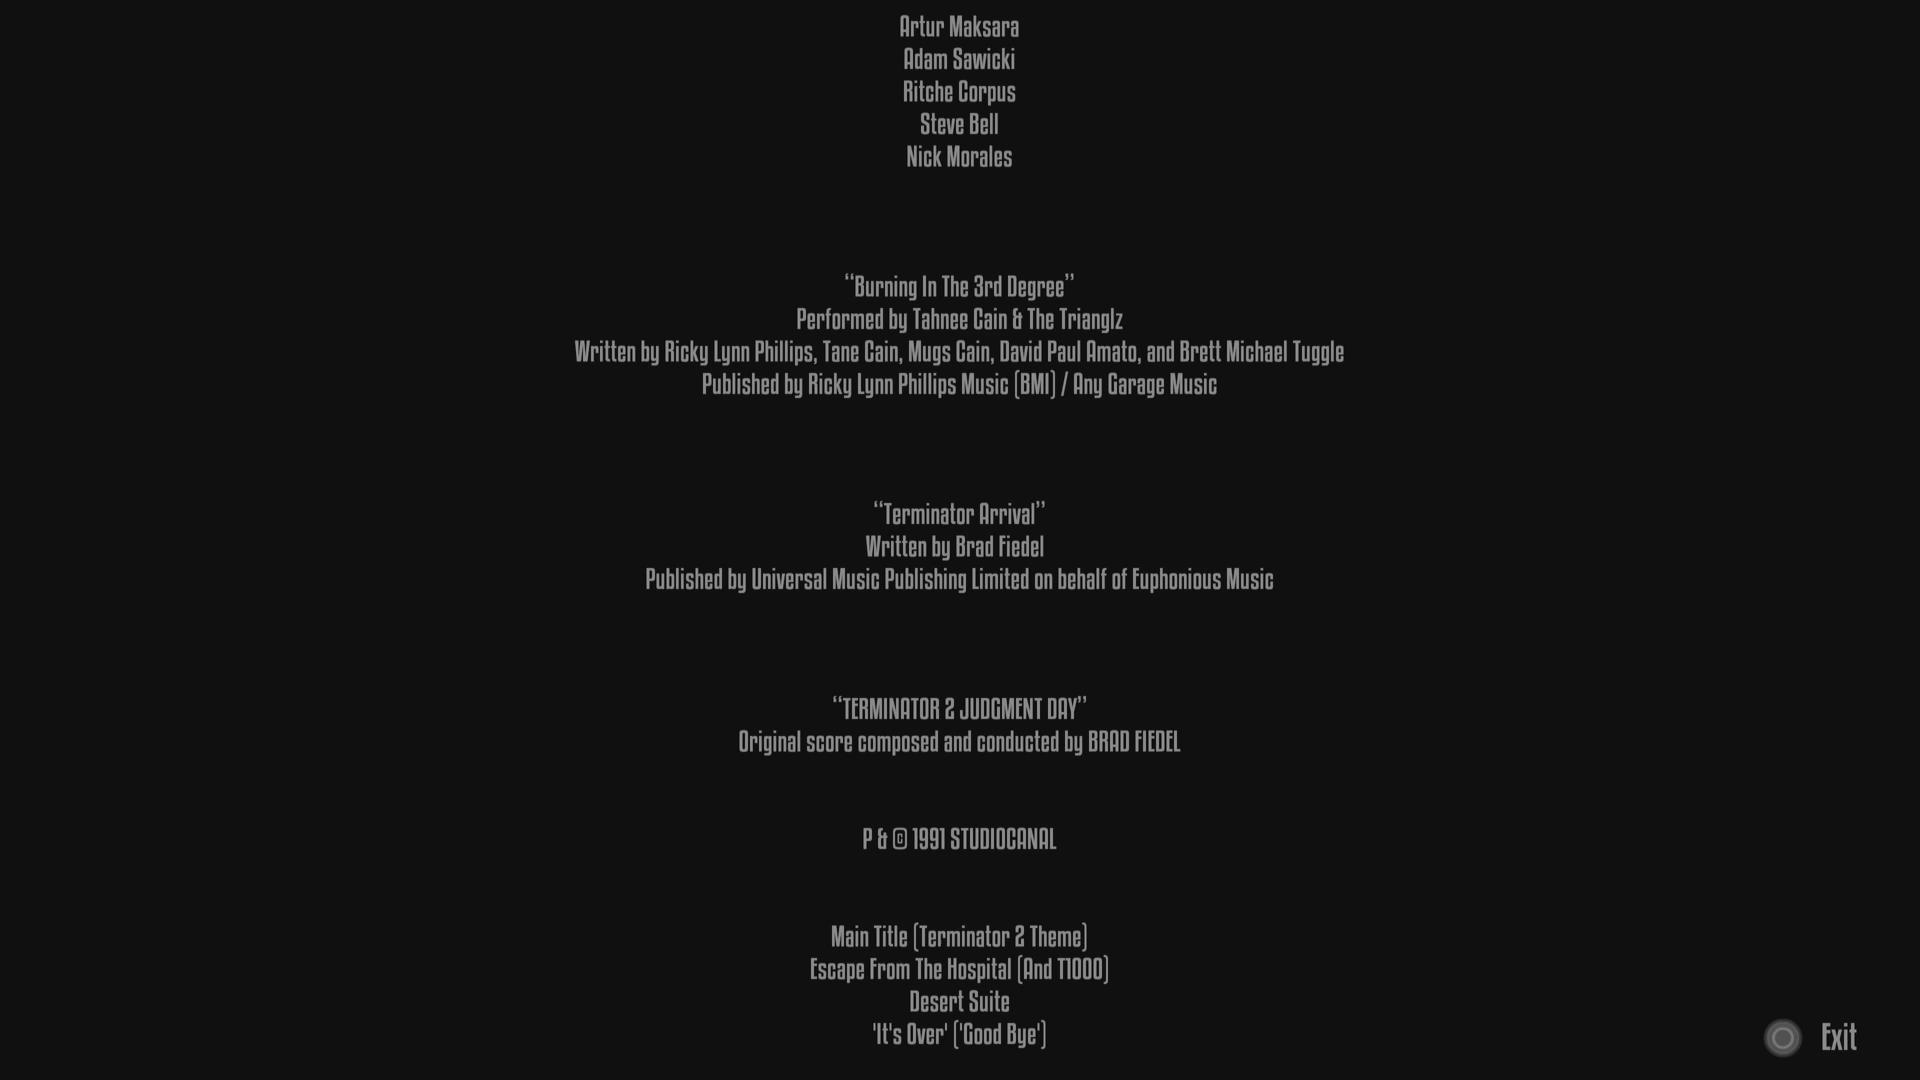 Artur Maksara
Adam Sawicki
Ritche Corpus
Steve Bell
Nick Morales
“Burning In The 3rd Degree”
Performed by Tahnee Cain & The Trianglz
Written by Ricky Lynn Phillips, Tane Cain, Mugs Cain, David Paul Amato, and Brett Michael Tuggle
Published by Ricky Lynn Phillips Music (BMI) / Any Garage Music
“Terminator Arrival”
Written by Brad Fiedel
Published by Universal Music Publishing Limited on behalf of Euphonious Music
“TERMINATOR 2 JUDGMENT DAY”
Original score composed and conducted by BRAD FIEDEL
P & © 1991 STUDIOCANAL
Main Title (Terminator 2 Theme)
Escape From The Hospital (And T1000)
Desert Suite
'It's Over' ('Good Bye')
Exit